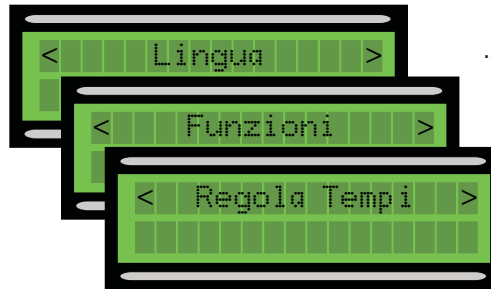 < Lingua >
< Funzioni >
< Regola Tempi >